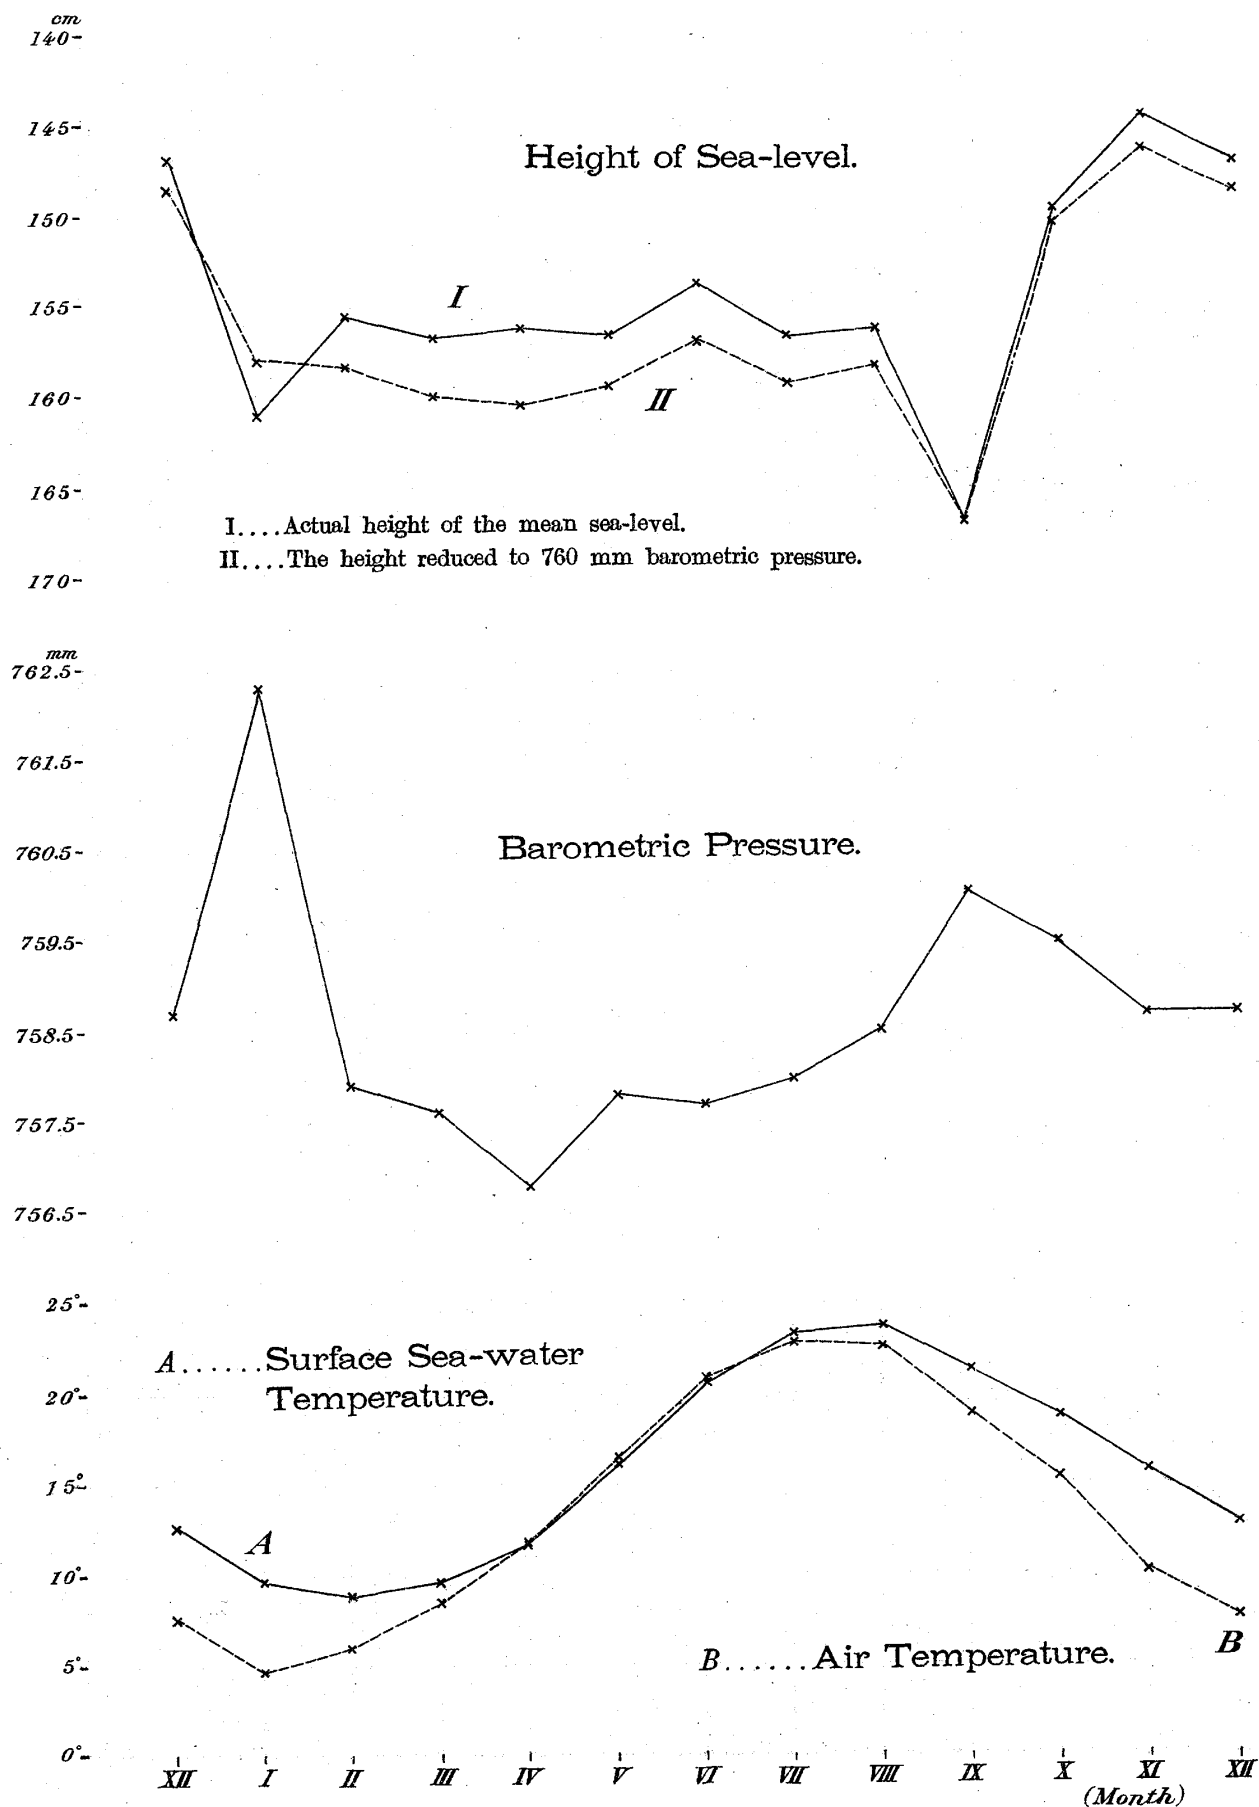 cm
140-
145-
Height of Sea-level.
150-
155-
I
160-
II
165-
I....Actual height of the mean sea-level.
II....The height reduced to 760 mm barometric pressure.
170-
mm
762.5-
761.5-
Barometric Pressure.
760.5-
759.5-
758.5-
757.5-
756.5-
25°-
A......Surface Sea-water
Temperature.
20°-
15°-
A
10°-
B
B......Air Temperature.
5°-
0°-
XII I II III IV V VI VII VIII IX X XI XII
(Month)